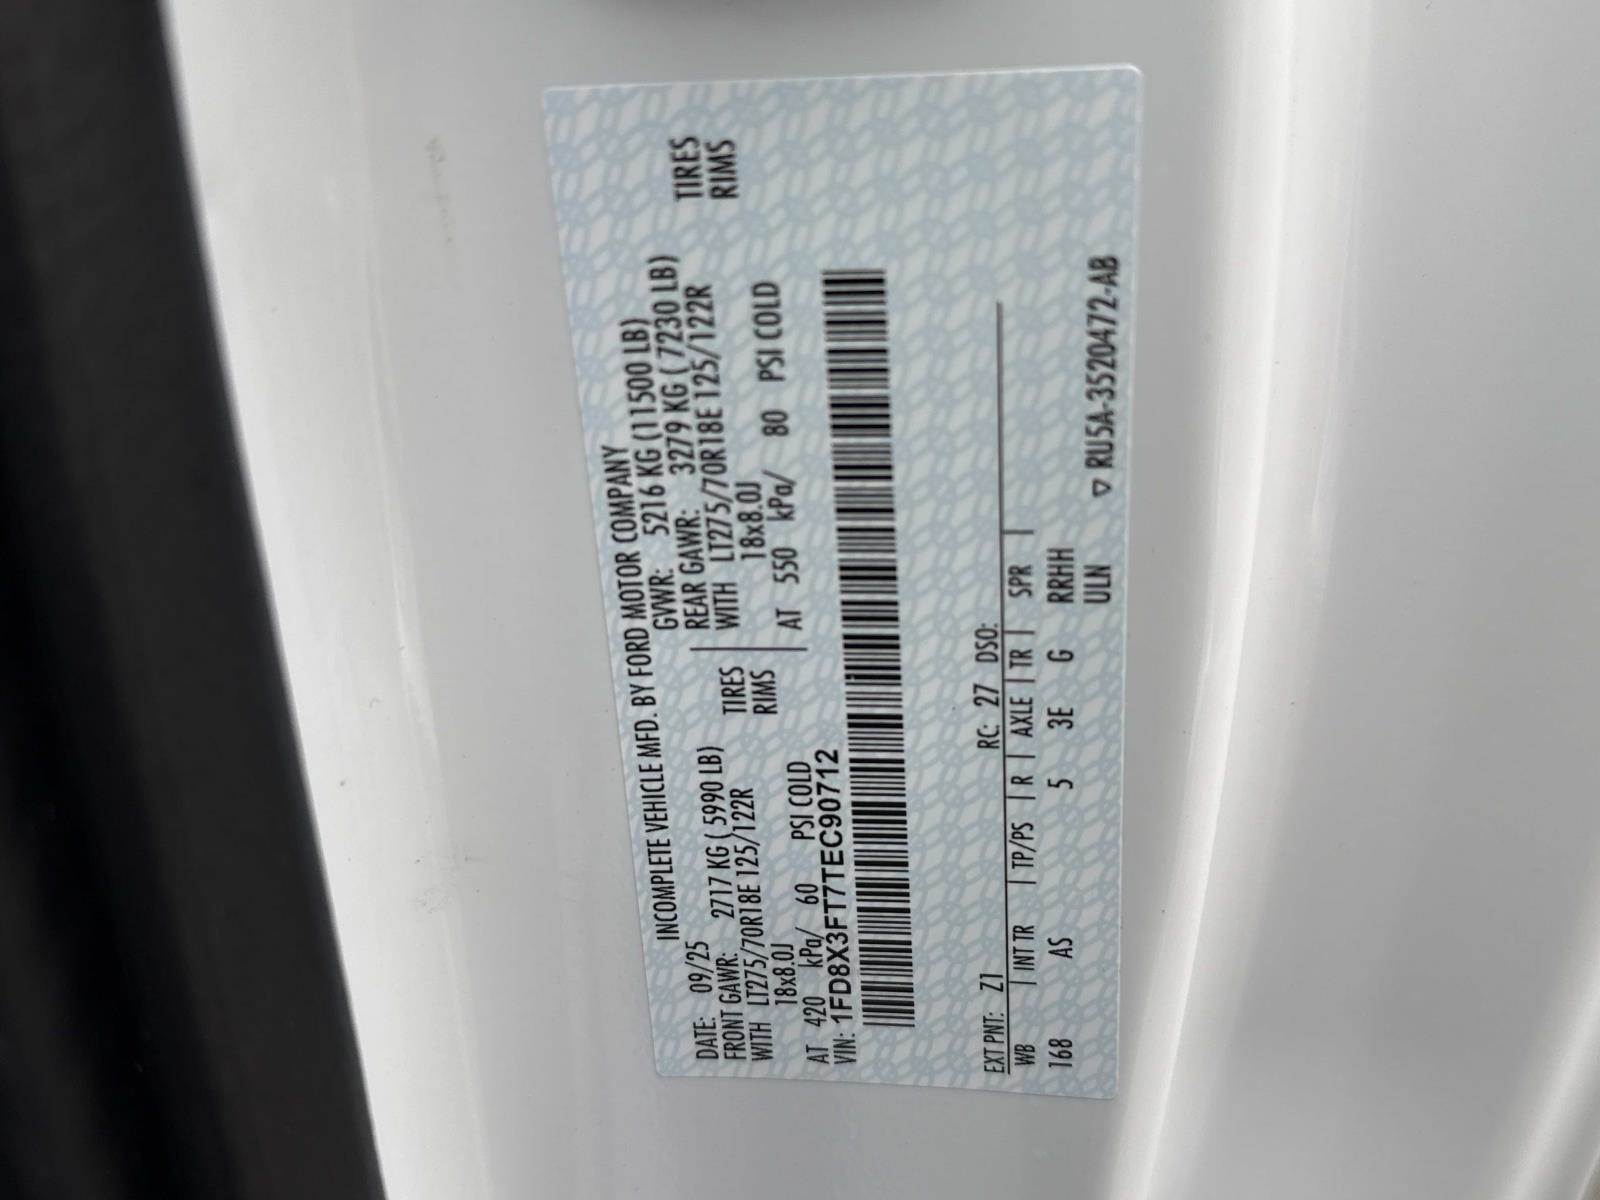 INCOMPLETE VEHICLE MFD. BY FORD MOTOR COMPANY
DATE: 09/25 GVWR: 5216 KG (11500 LB)
FRONT GAWR: 2717 KG ( 5990 LB) REAR GAWR: 3279 KG ( 7230 LB)
WITH LT275/70R18E 125/122R TIRES WITH LT275/70R18E 125/122R TIRES
18x8.0J RIMS 18x8.0J RIMS
AT 420 kPa/ 60 PSI COLD AT 550 kPa/ 80 PSI COLD
VIN: 1FD8X3FT7TEC90712
EXT PNT: Z1 RC: 27 DSO:
WB | INT TR | TP/PS | R | AXLE | TR | SPR |
168 AS 5 3E G RRHH
ULN ▽ RU5A-3520472-AB